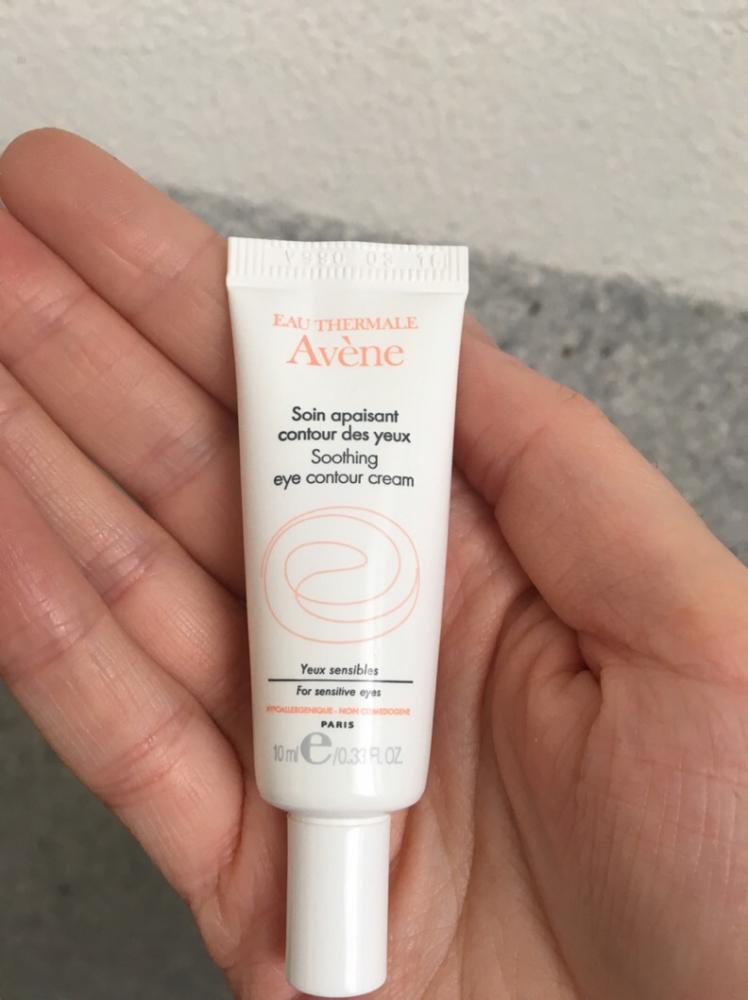 EAU THERMALE
Avène
Soin apaisant
contour des yeux
Soothing
eye contour cream
Yeux sensibles
For sensitive eyes
HYPOALLERGENIQUE - NON COMEDOGENE
PARIS
10 ml e/0.33 FL. OZ.